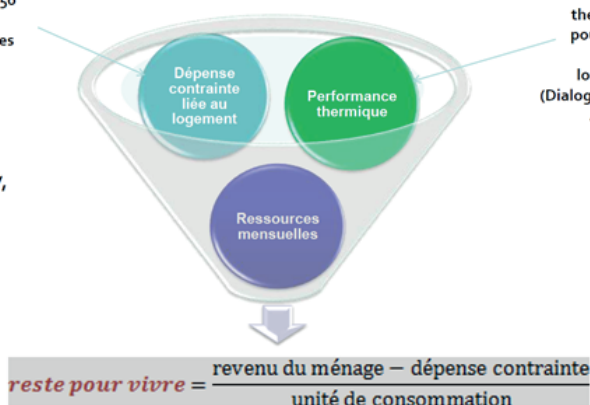 es
the
pou
lo
(Dialog
Dépense
contrainte
liée au
logement
Performance
thermique
Ressources
mensuelles
reste pour vivre = revenu du ménage − dépense contrainte
unité de consommation